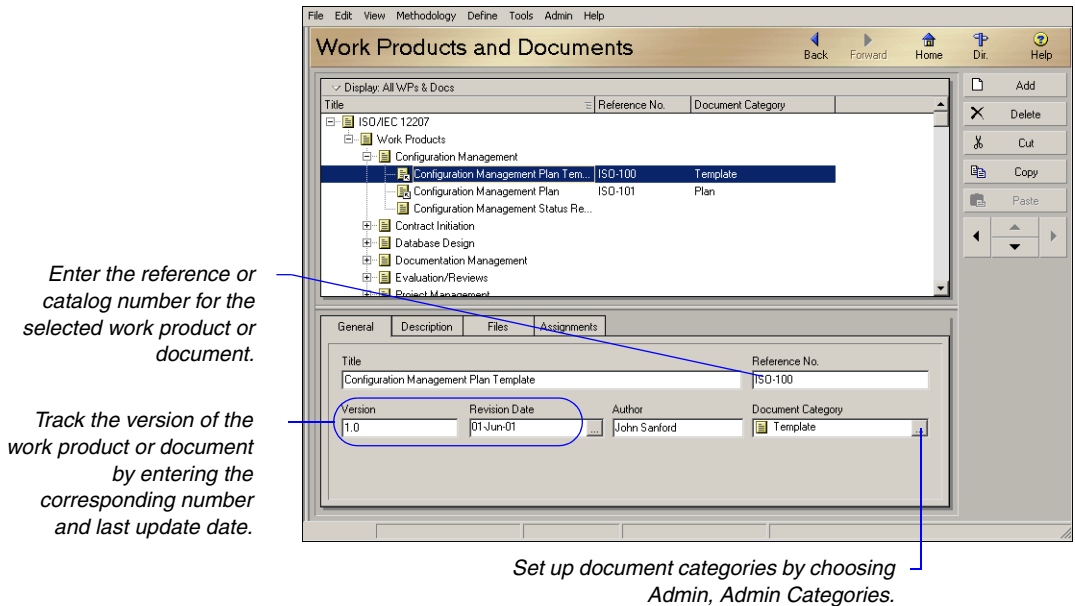 File Edit View Methodology Define Tools Admin Help
Work Products and Documents
Back Forward Home Dir. Help
Display: All WPs & Docs
Title Reference No. Document Category
ISO/IEC 12207
Work Products
Configuration Management
Configuration Management Plan Tem... ISO-100 Template
Configuration Management Plan ISO-101 Plan
Configuration Management Status Re...
Contract Initiation
Database Design
Documentation Management
Evaluation/Reviews
Project Management
Add
Delete
Cut
Copy
Paste
General Description Files Assignments
Title Reference No.
Configuration Management Plan Template ISO-100
Version Revision Date Author Document Category
1.0 01-Jun-01 ... John Sanford Template ...
Enter the reference or
catalog number for the
selected work product or
document.
Track the version of the
work product or document
by entering the
corresponding number
and last update date.
Set up document categories by choosing
Admin, Admin Categories.